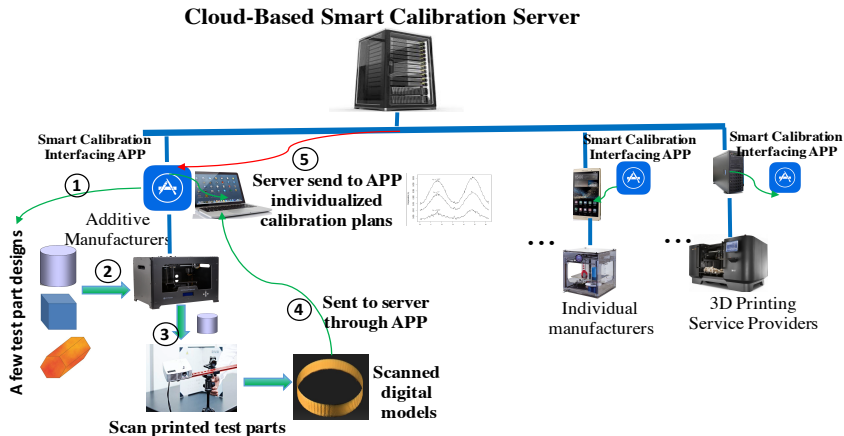 Cloud-Based Smart Calibration Server
Smart Calibration
Interfacing APP
5
Smart Calibration
Interfacing APP
Smart Calibration
Interfacing APP
1
Server send to APP
individualized
calibration plans
Additive
Manufacturers
A few test part designs
2
...
...
4
Sent to server
through APP
Individual
manufacturers
3D Printing
Service Providers
3
Scanned
digital
models
Scan printed test parts